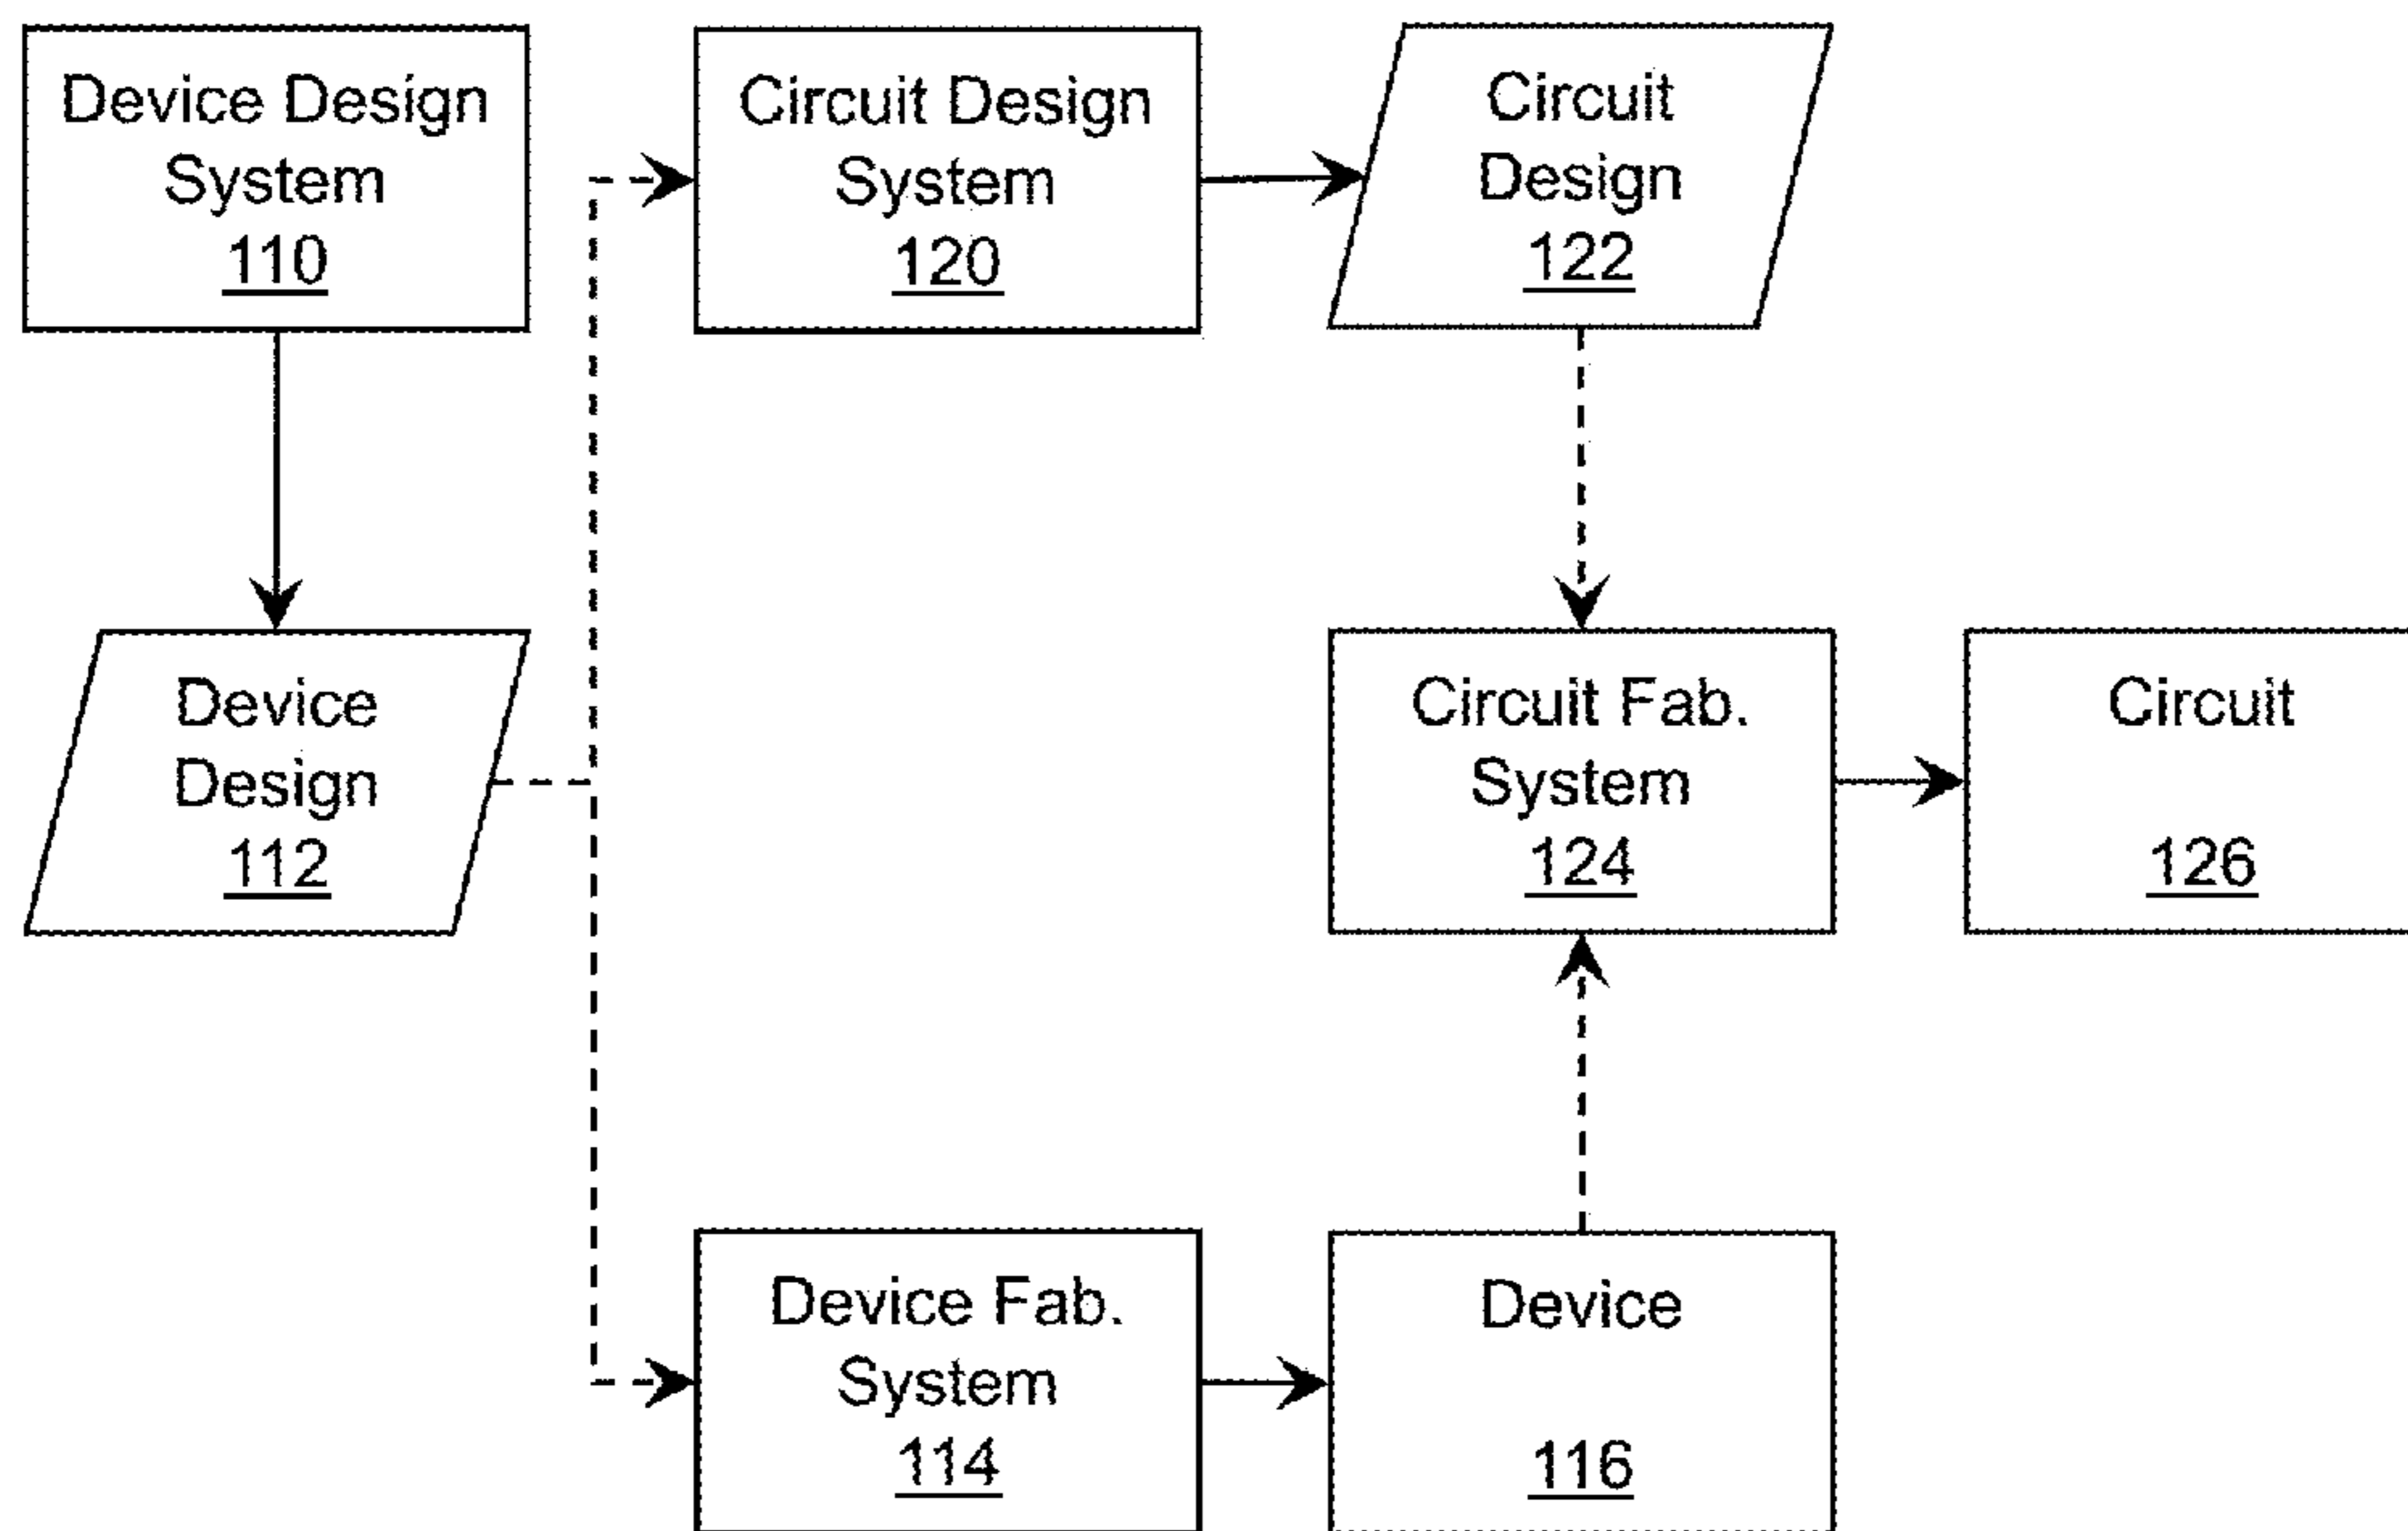 Device Design
System
110
Circuit Design
System
120
Circuit
Design
122
Device
Design
112
Circuit Fab.
System
124
Circuit
126
Device Fab.
System
114
Device
116